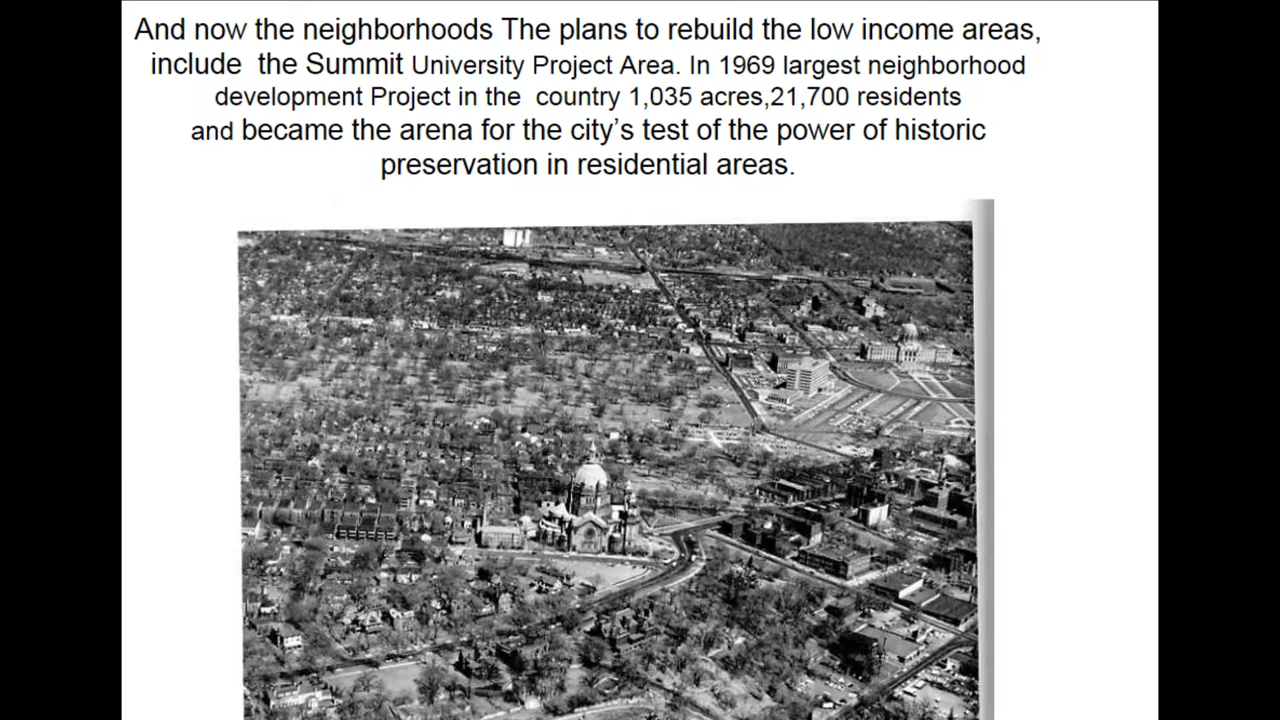 And now the neighborhoods The plans to rebuild the low income areas,
include the Summit University Project Area. In 1969 largest neighborhood
development Project in the country 1,035 acres,21,700 residents
and became the arena for the city's test of the power of historic
preservation in residential areas.